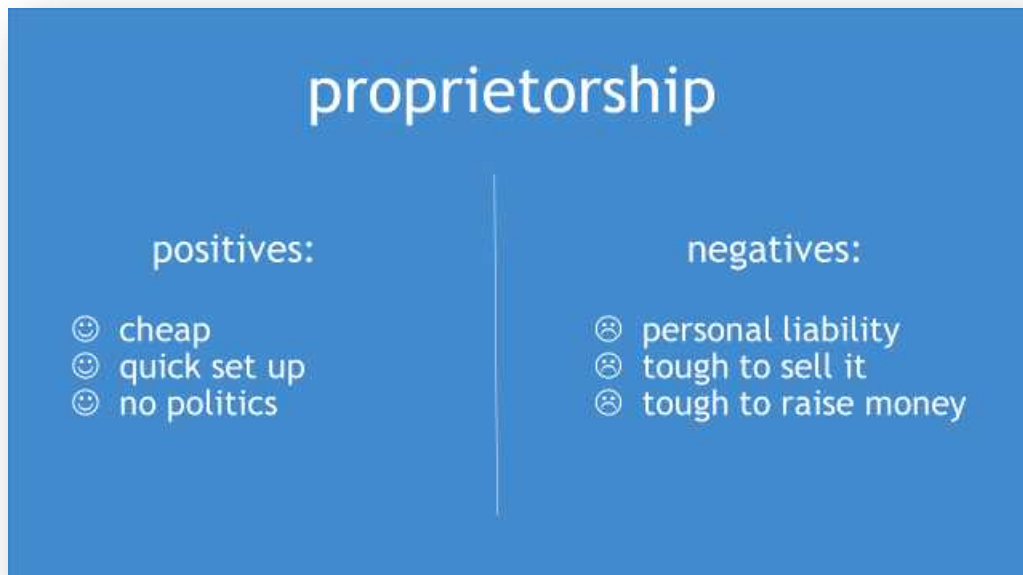 proprietorship
positives:
☺ cheap
☺ quick set up
☺ no politics
negatives:
☹ personal liability
☹ tough to sell it
☹ tough to raise money